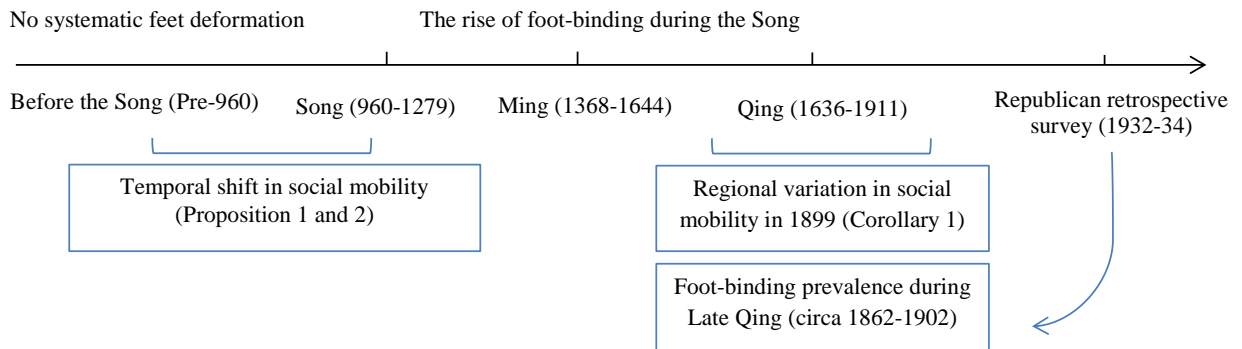 No systematic feet deformation
The rise of foot-binding during the Song
Before the Song (Pre-960)
Song (960-1279)
Ming (1368-1644)
Qing (1636-1911)
Republican retrospective
survey (1932-34)
Temporal shift in social mobility
(Proposition 1 and 2)
Regional variation in social
mobility in 1899 (Corollary 1)
Foot-binding prevalence during
Late Qing (circa 1862-1902)